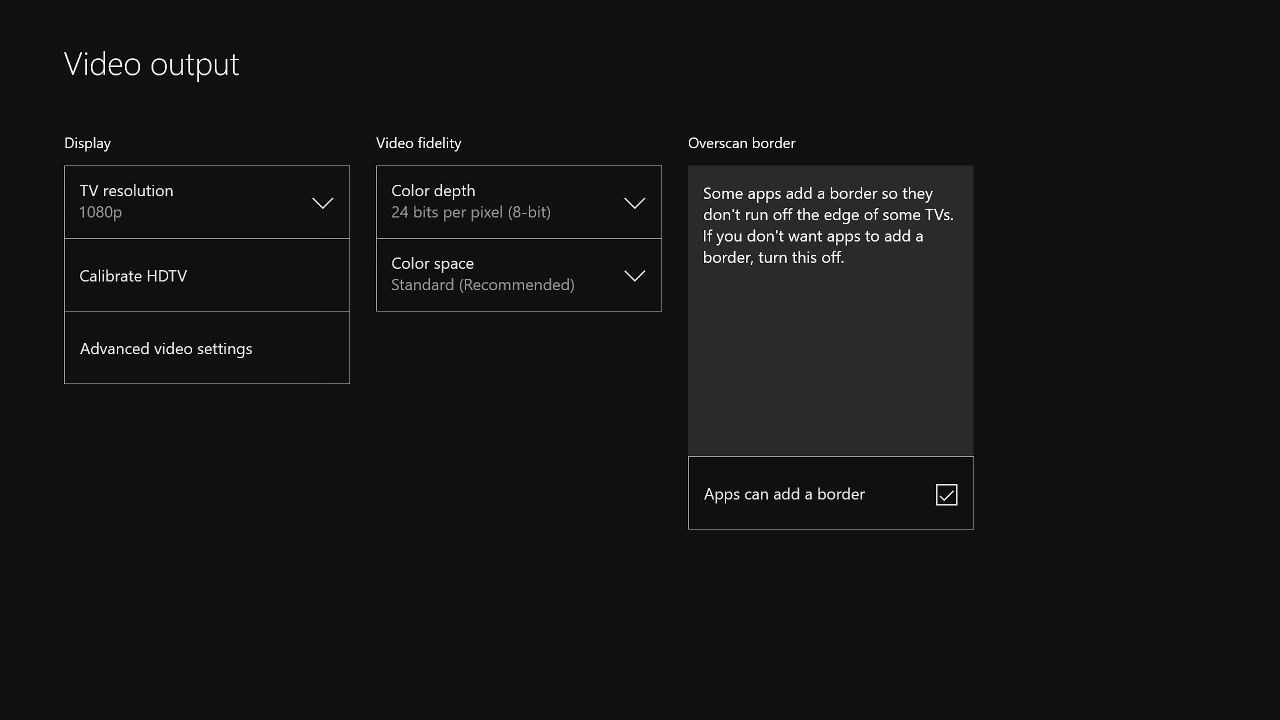 Video output
Display
TV resolution
1080p
Calibrate HDTV
Advanced video settings
Video fidelity
Color depth
24 bits per pixel (8-bit)
Color space
Standard (Recommended)
Overscan border
Some apps add a border so they
don't run off the edge of some TVs.
If you don't want apps to add a
border, turn this off.
Apps can add a border